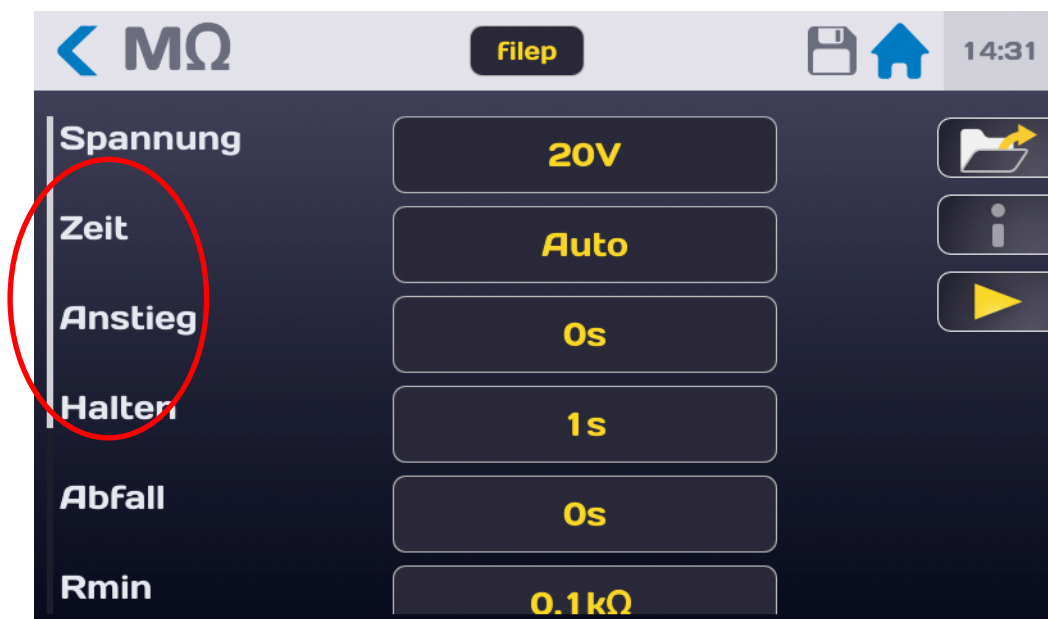 MΩ filep 14:31
Spannung 20V
Zeit Auto
Anstieg 0s
Halten 1s
Abfall 0s
Rmin 0.1kΩ